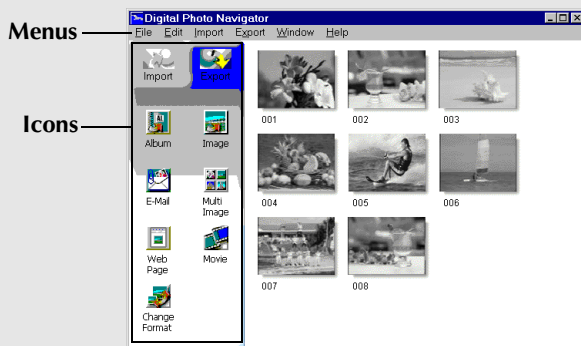 Digital Photo Navigator
Menus
File Edit Import Export Window Help
Import Export
001 002 003
Icons
Album Image
004 005 006
E-Mail Multi
Image
Web
Page Movie
007 008
Change
Format